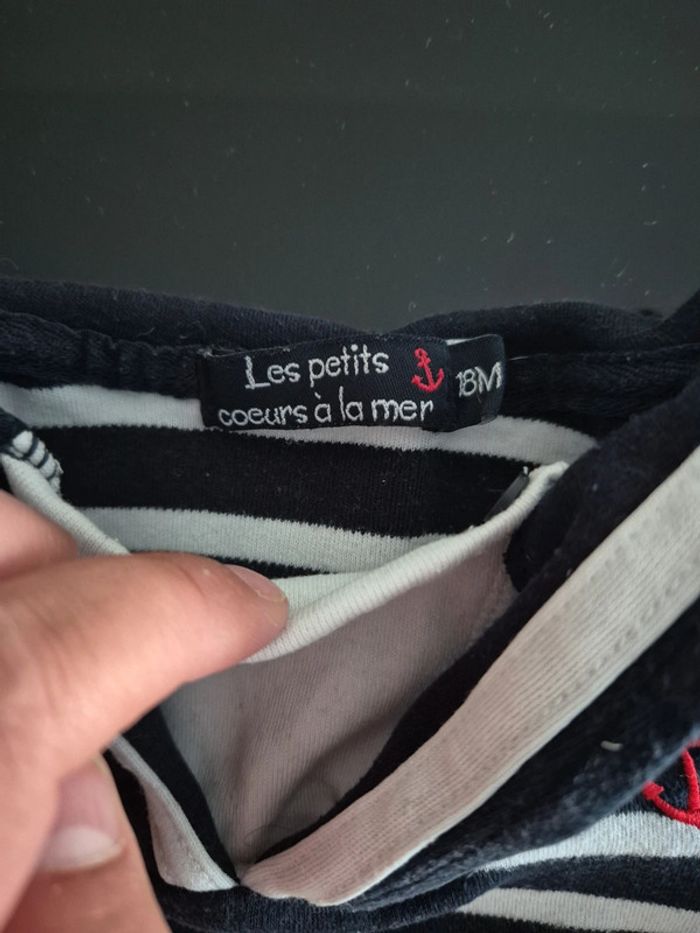 Les petits
coeurs à la mer
18M